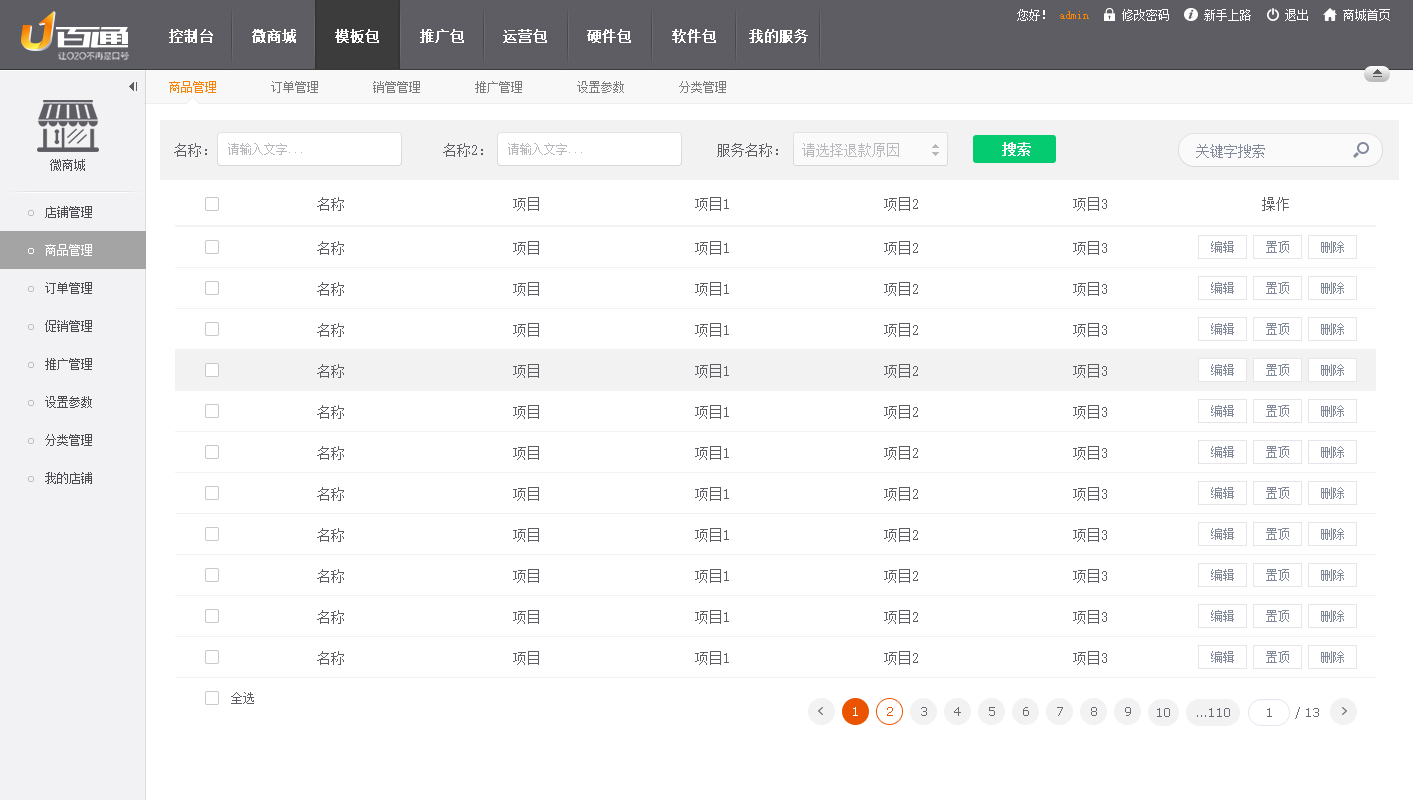 您好！ admin 修改密码 新手上路 退出 商城首页
U百通
让O2O不再是口号
控制台 微商城 模板包 推广包 运营包 硬件包 软件包 我的服务
商品管理 订单管理 销管管理 推广管理 设置参数 分类管理
微商城
店铺管理
商品管理
订单管理
促销管理
推广管理
设置参数
分类管理
我的店铺
名称： 请输入文字... 名称2： 请输入文字... 服务名称： 请选择退款原因 搜索 关键字搜索
名称 项目 项目1 项目2 项目3 操作
名称 项目 项目1 项目2 项目3 编辑 置顶 删除
名称 项目 项目1 项目2 项目3 编辑 置顶 删除
名称 项目 项目1 项目2 项目3 编辑 置顶 删除
名称 项目 项目1 项目2 项目3 编辑 置顶 删除
名称 项目 项目1 项目2 项目3 编辑 置顶 删除
名称 项目 项目1 项目2 项目3 编辑 置顶 删除
名称 项目 项目1 项目2 项目3 编辑 置顶 删除
名称 项目 项目1 项目2 项目3 编辑 置顶 删除
名称 项目 项目1 项目2 项目3 编辑 置顶 删除
名称 项目 项目1 项目2 项目3 编辑 置顶 删除
名称 项目 项目1 项目2 项目3 编辑 置顶 删除
全选
< 1 2 3 4 5 6 7 8 9 10 ...110 1 / 13 >